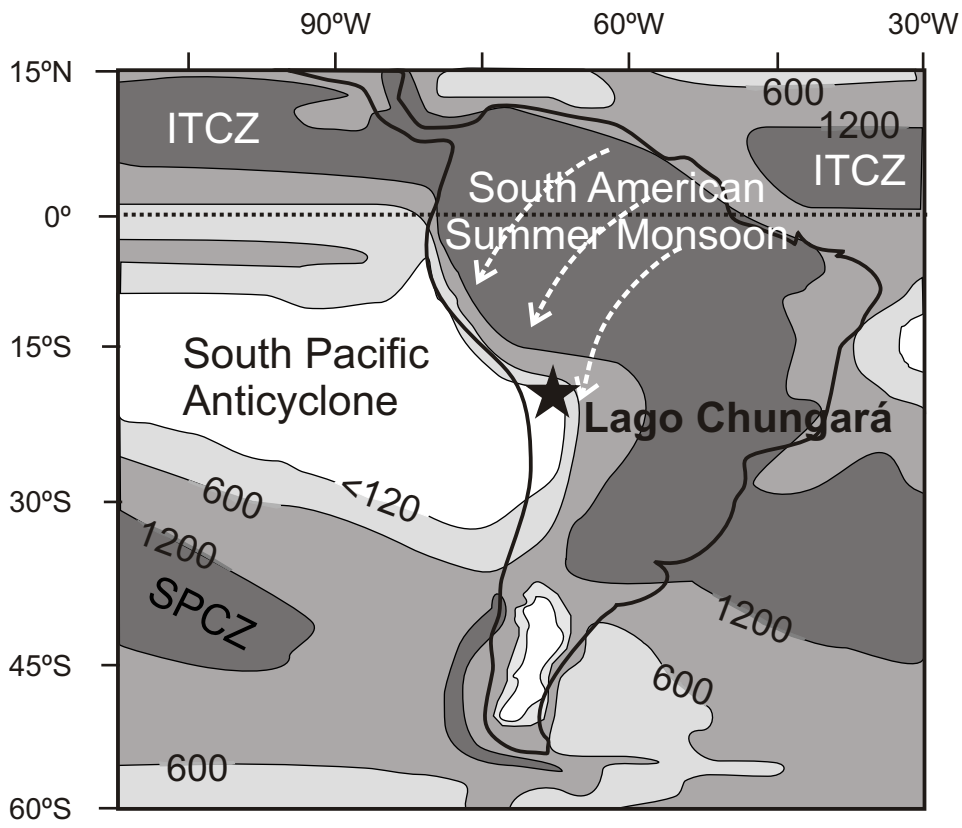 90ºW 60ºW 30ºW
15ºN
600
1200
ITCZ
ITCZ
South American
0º
Summer Monsoon
15ºS
South Pacific
Anticyclone
Lago Chungará
600
<120
30ºS
1200
SPCZ
1200
45ºS
600
600
60ºS